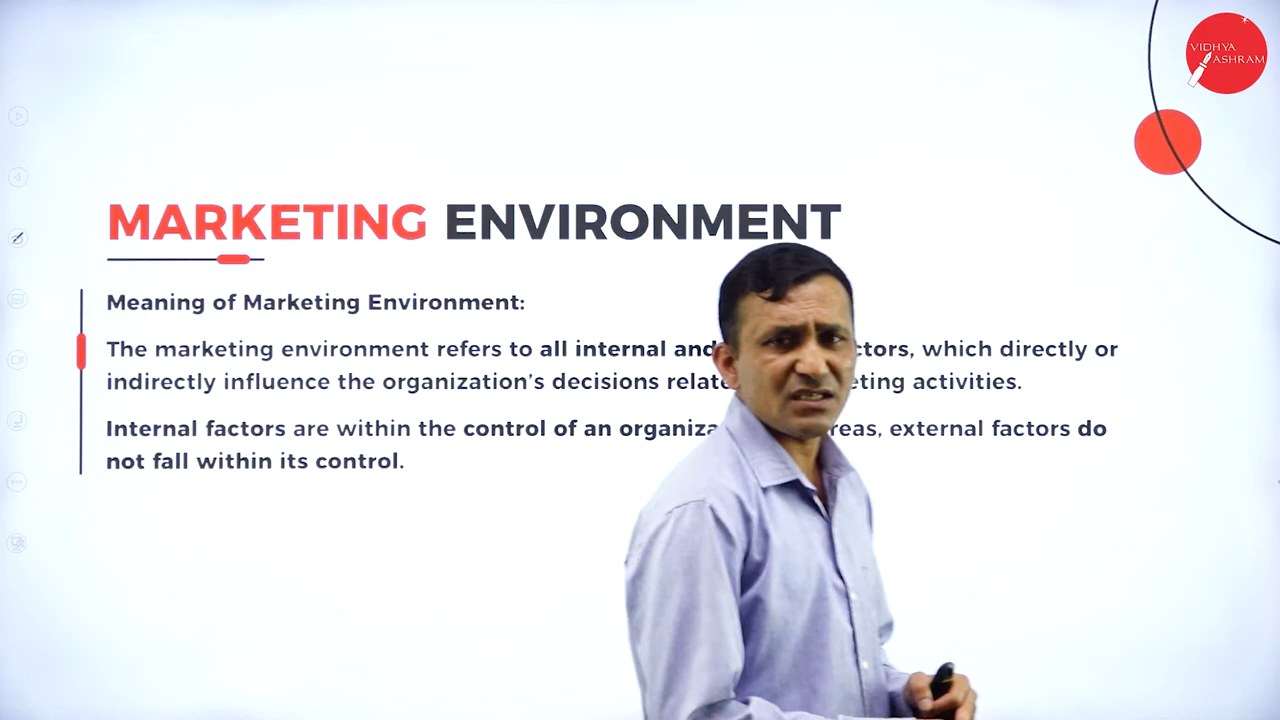 VIDHYA
ASHRAM
MARKETING ENVIRONMENT
Meaning of Marketing Environment:
The marketing environment refers to all internal and ctors, which directly or
indirectly influence the organization's decisions relate eting activities.
Internal factors are within the control of an organiza reas, external factors do
not fall within its control.